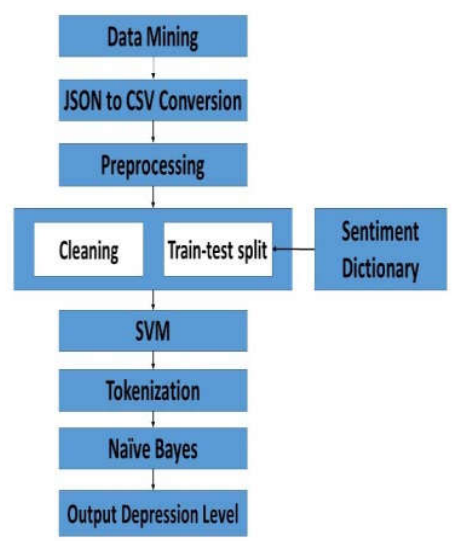 Data Mining
JSON to CSV Conversion
Preprocessing
Cleaning
Train-test split
Sentiment
Dictionary
SVM
Tokenization
Naïve Bayes
Output Depression Level